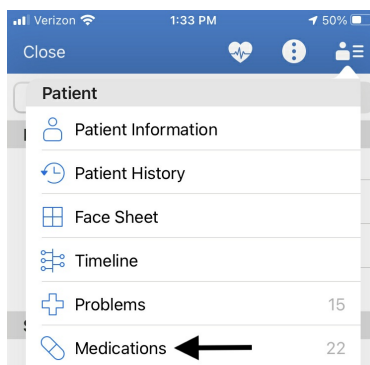 Verizon 1:33 PM 50%
Close
Patient
Patient Information
Patient History
Face Sheet
Timeline
Problems 15
Medications 22